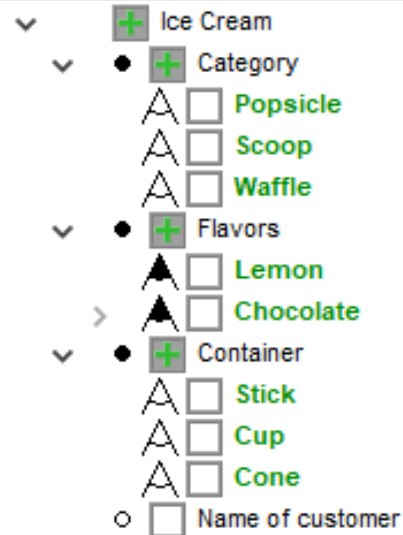 Ice Cream
Category
Popsicle
Scoop
Waffle
Flavors
Lemon
Chocolate
Container
Stick
Cup
Cone
Name of customer